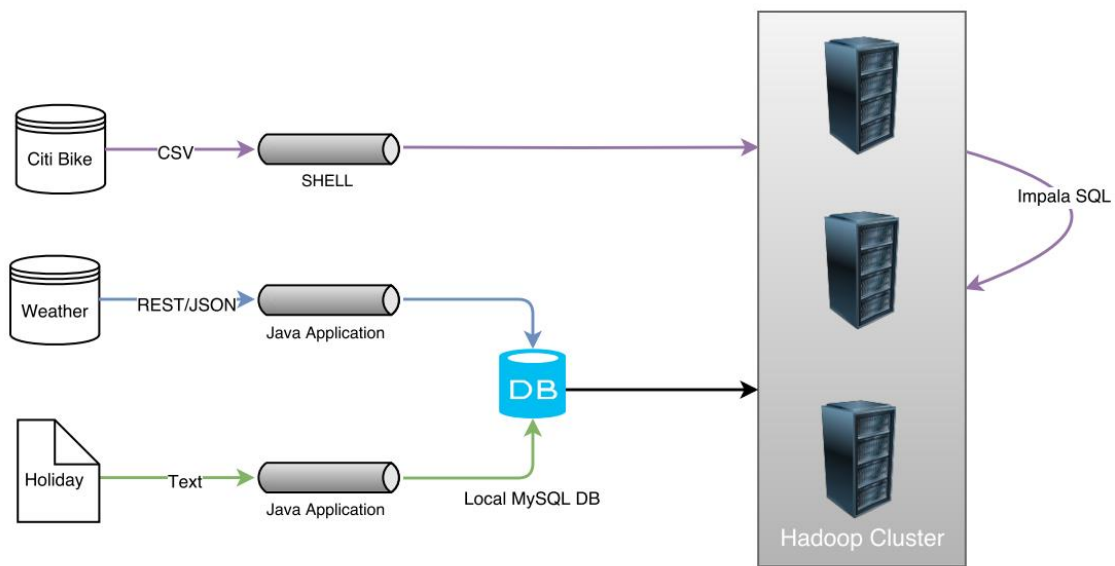 Citi Bike
CSV
SHELL
Impala SQL
Weather
REST/JSON
Java Application
DB
Holiday
Text
Java Application
Local MySQL DB
Hadoop Cluster